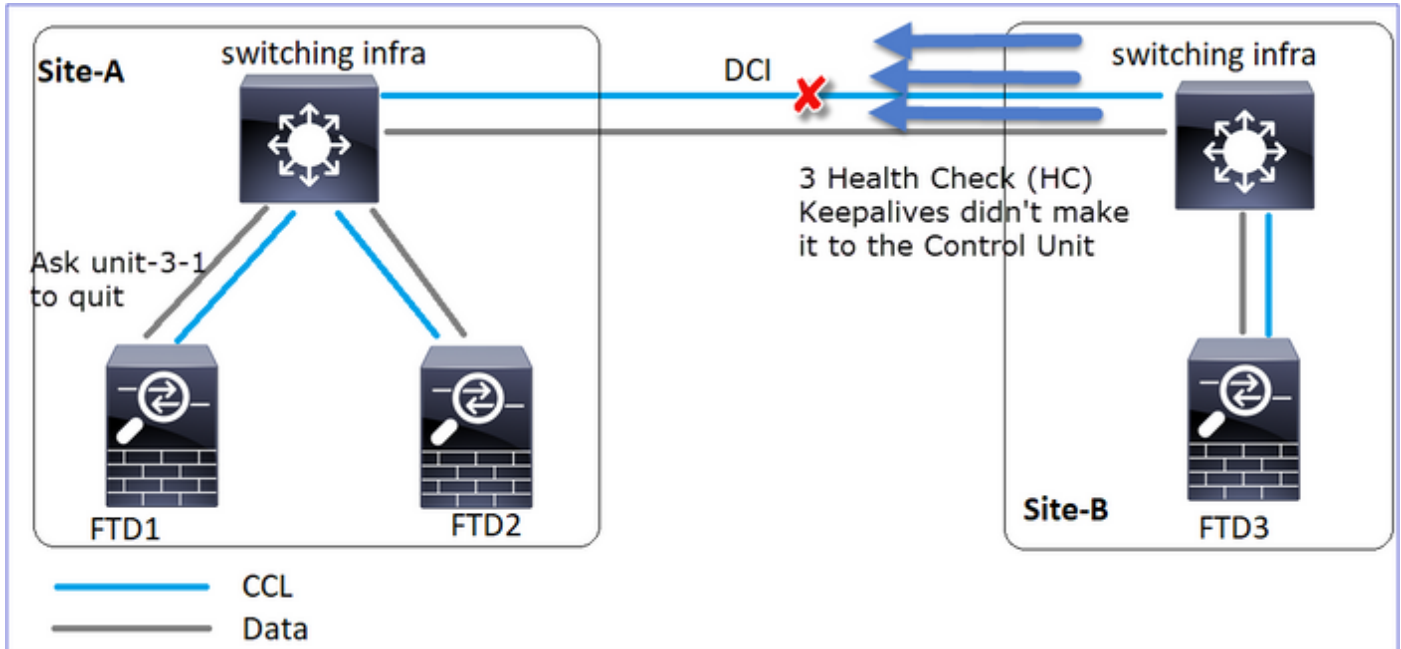 Site-A
switching infra
DCI
switching infra
3 Health Check (HC)
Keepalives didn't make
it to the Control Unit
Ask unit-3-1
to quit
FTD1
FTD2
Site-B
FTD3
CCL
Data